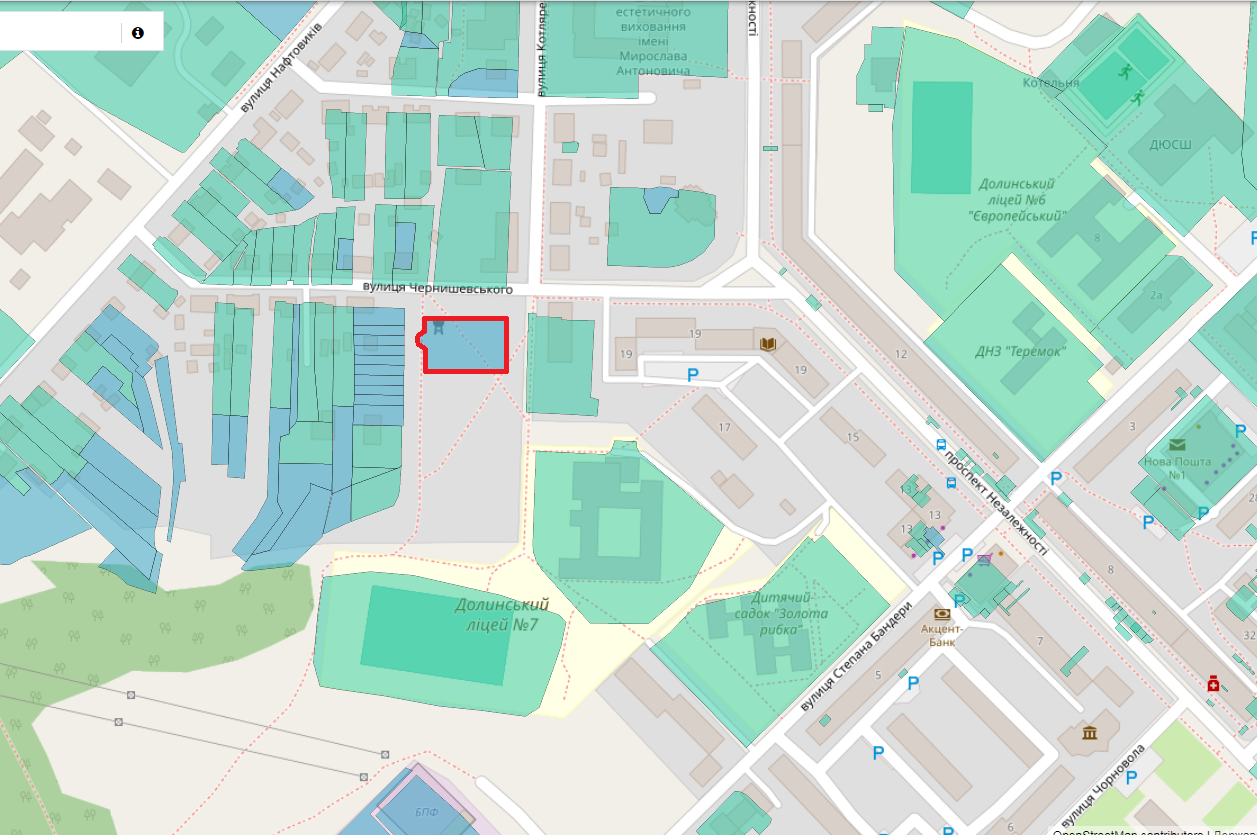 естетичного
виховання
імені
Мирослава
Антоновича
жності
вулиця Котляре
вулиця Нафтовиків
Котельня
ДЮСШ
Долинський
ліцей №6
"Європейський"
8
2а
P
вулиця Чернишевського
19
19
19
P
12
ДНЗ "Теремок"
3
P
17
15
Нова Пошта
№1
P
P
P
проспект Незалежності
13
13
13
P
P
P
8
Долинський
ліцей №7
Дитячий
садок "Золота
рибка"
Акцент-
Банк
вулиця Степана Бандери
7
5
P
32
P
P
вулиця Чорновола
БПФ
6
P
P
OpenStreetMap contributors |